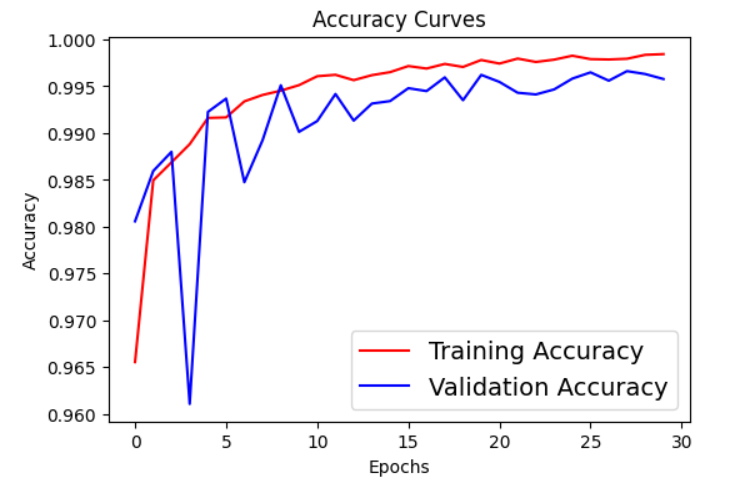 Accuracy Curves
1.000
0.995
0.990
0.985
0.980
0.975
0.970
0.965
0.960
Accuracy
Training Accuracy
Validation Accuracy
0 5 10 15 20 25 30
Epochs